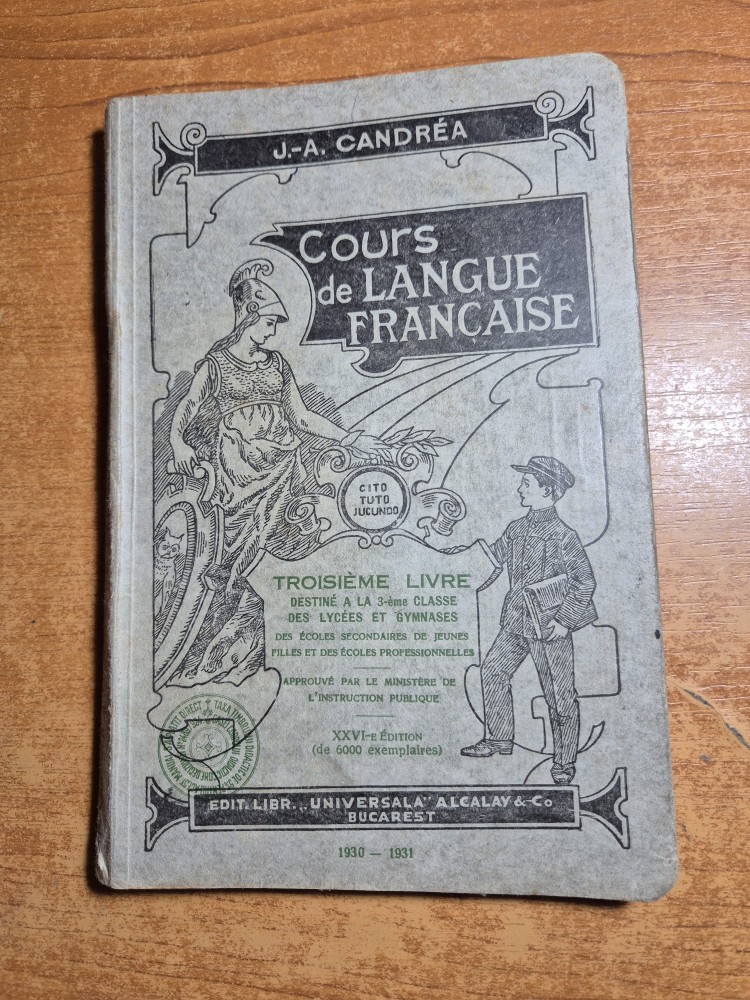 J.-A. CANDRÉA
COURS
de LANGUE
FRANÇAISE
CITO
TUTO
JUCUNDO
TROISIÈME LIVRE
DESTINÉ A LA 3-ème CLASSE
DES LYCÉES ET GYMNASES
DES ÉCOLES SECONDAIRES DE JEUNES
FILLES ET DES ÉCOLES PROFESSIONNELLES
APPROUVÉ PAR LE MINISTÈRE DE
L'INSTRUCTION PUBLIQUE
XXVI-E ÉDITION
(de 6000 exemplaires)
EDIT. LIBR. „UNIVERSALA" ALCALAY & Co
BUCAREST
1930 — 1931